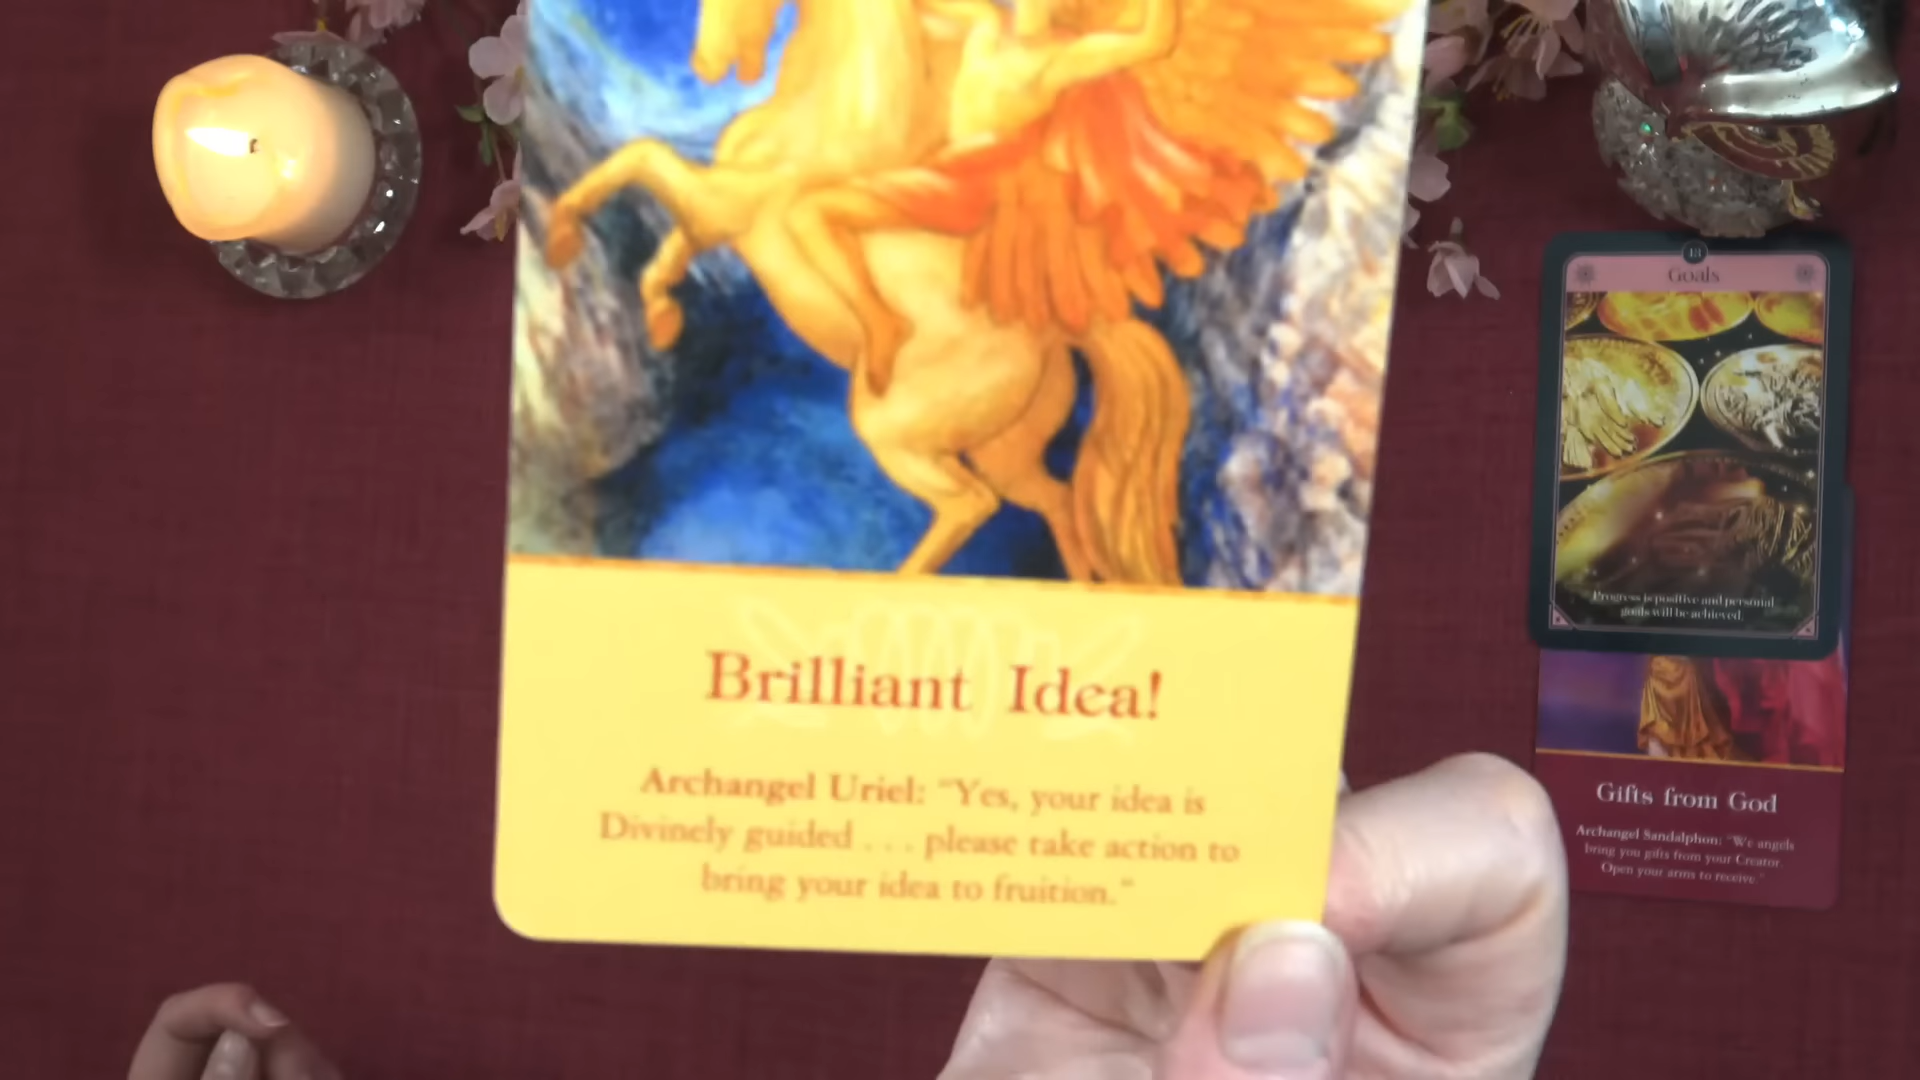 Brilliant Idea!
Archangel Uriel: "Yes, your idea is
Divinely guided . . . please take action to
bring your idea to fruition."
13
Goals
Progress is positive and personal
goals will be achieved.
Gifts from God
Archangel Sandalphon: "We angels
bring you gifts from your Creator.
Open your arms to receive."